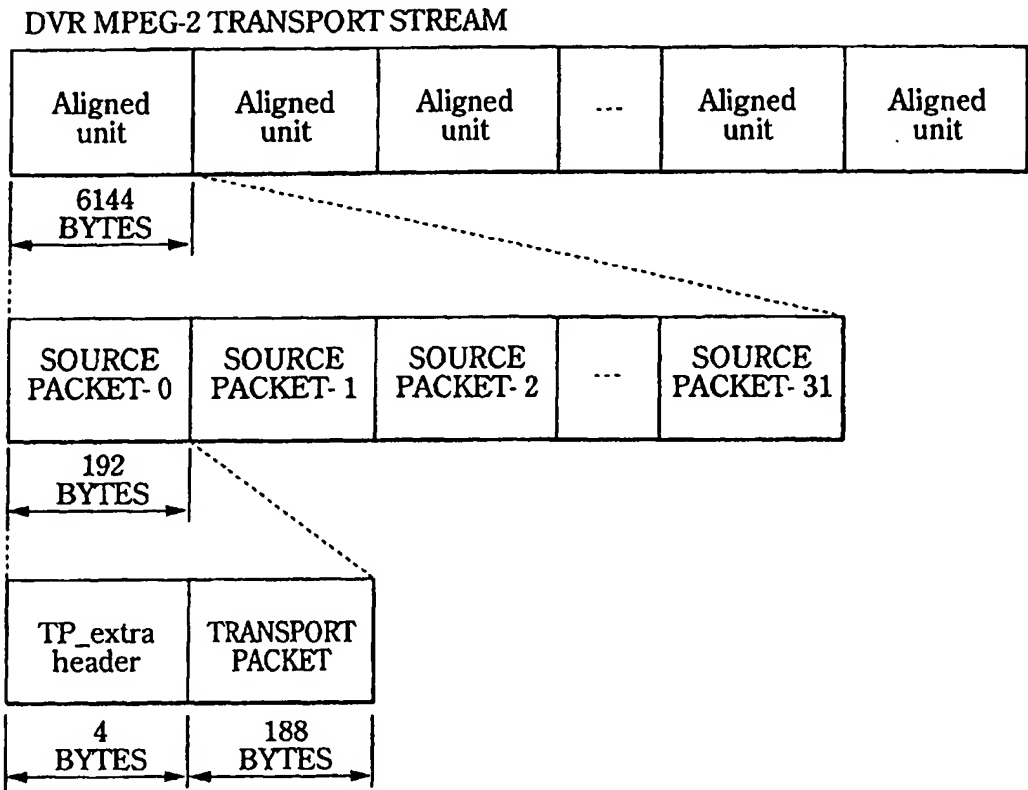 DVR MPEG-2 TRANSPORT STREAM
Aligned unit
Aligned unit
Aligned unit
---
Aligned unit
Aligned unit
6144 BYTES
SOURCE PACKET- 0
SOURCE PACKET- 1
SOURCE PACKET- 2
---
SOURCE PACKET- 31
192 BYTES
TP_extra header
TRANSPORT PACKET
4 BYTES
188 BYTES